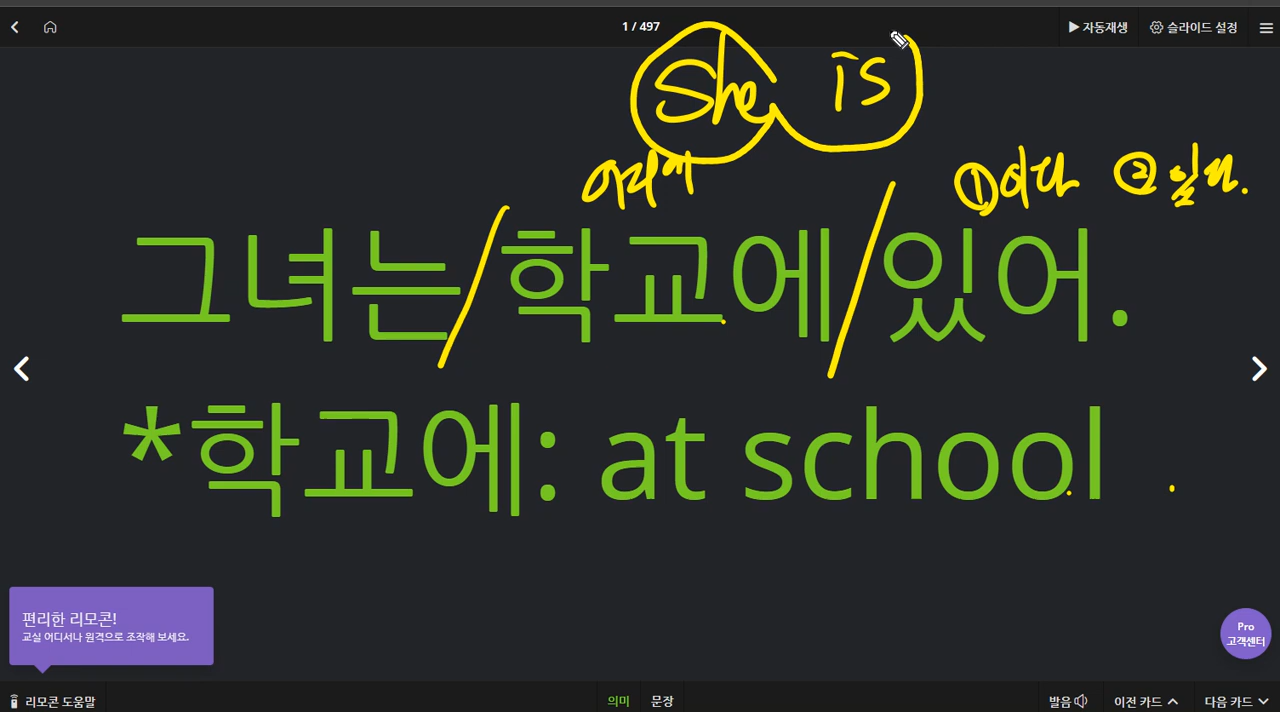 1 / 497
자동재생
슬라이드 설정
She is
①이다 ②
그녀는/학교에/있어.
*학교에: at school
편리한 리모콘!
교실 어디서나 원격으로 조작해 보세요.
Pro
고객센터
리모콘 도움말
의미
문장
발음
이전 카드
다음 카드